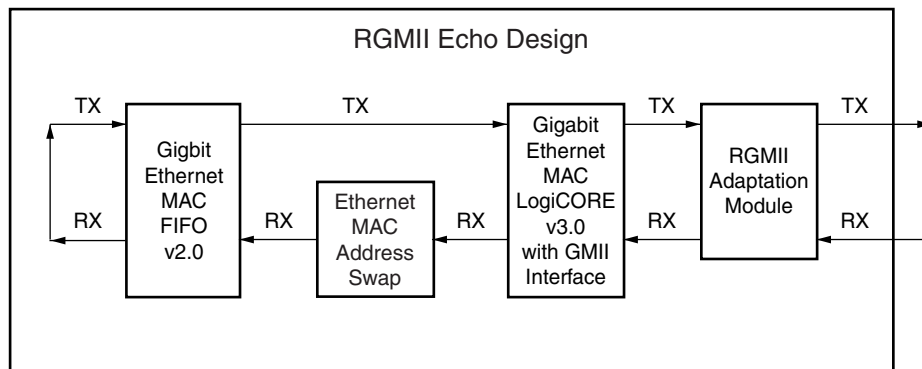 RGMII Echo Design
TX
TX
TX
TX
Gigbit
Ethernet
MAC
FIFO
v2.0
Ethernet
MAC
Address
Swap
Gigabit
Ethernet
MAC
LogiCORE
v3.0
with GMII
Interface
RGMII
Adaptation
Module
RX
RX
RX
RX
RX